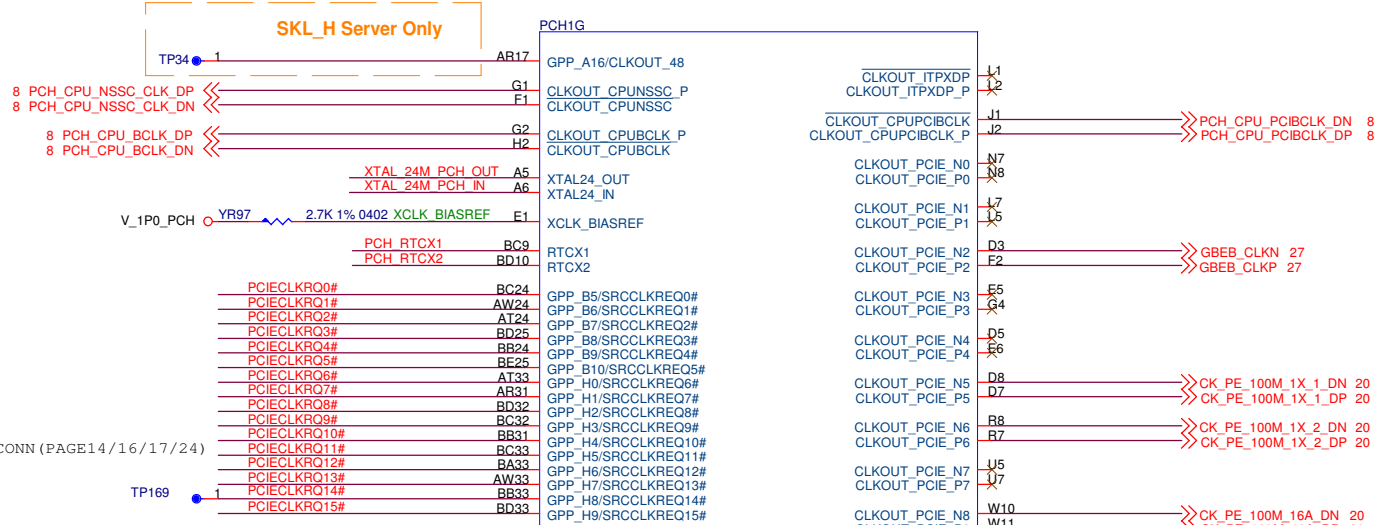 SKL_H Server Only
PCH1G
TP34 1 AR17 GPP_A16/CLKOUT_48
CLKOUT_ITPXDP L1
CLKOUT_ITPXDP_P L2
8 PCH_CPU_NSSC_CLK_DP G1 CLKOUT_CPUNSSC_P
8 PCH_CPU_NSSC_CLK_DN F1 CLKOUT_CPUNSSC
CLKOUT_CPUPCIBCLK J1 PCH_CPU_PCIBCLK_DN 8
CLKOUT_CPUPCIBCLK_P J2 PCH_CPU_PCIBCLK_DP 8
8 PCH_CPU_BCLK_DP G2 CLKOUT_CPUBCLK_P
8 PCH_CPU_BCLK_DN H2 CLKOUT_CPUBCLK
CLKOUT_PCIE_N0 N7
CLKOUT_PCIE_P0 N8
XTAL_24M_PCH_OUT A5 XTAL24_OUT
XTAL_24M_PCH_IN A6 XTAL24_IN
CLKOUT_PCIE_N1 L7
CLKOUT_PCIE_P1 L5
V_1P0_PCH YR97 2.7K 1% 0402 XCLK_BIASREF E1 XCLK_BIASREF
PCH_RTCX1 BC9 RTCX1
PCH_RTCX2 BD10 RTCX2
CLKOUT_PCIE_N2 D3 GBEB_CLKN 27
CLKOUT_PCIE_P2 F2 GBEB_CLKP 27
PCIECLKRQ0# BC24 GPP_B5/SRCCLKREQ0#
CLKOUT_PCIE_N3 E5
PCIECLKRQ1# AW24 GPP_B6/SRCCLKREQ1#
CLKOUT_PCIE_P3 G4
PCIECLKRQ2# AT24 GPP_B7/SRCCLKREQ2#
PCIECLKRQ3# BD25 GPP_B8/SRCCLKREQ3#
CLKOUT_PCIE_N4 D5
PCIECLKRQ4# BB24 GPP_B9/SRCCLKREQ4#
CLKOUT_PCIE_P4 E6
PCIECLKRQ5# BE25 GPP_B10/SRCCLKREQ5#
PCIECLKRQ6# AT33 GPP_H0/SRCCLKREQ6#
CLKOUT_PCIE_N5 D8 CK_PE_100M_1X_1_DN 20
PCIECLKRQ7# AR31 GPP_H1/SRCCLKREQ7#
CLKOUT_PCIE_P5 D7 CK_PE_100M_1X_1_DP 20
PCIECLKRQ8# BD32 GPP_H2/SRCCLKREQ8#
PCIECLKRQ9# BC32 GPP_H3/SRCCLKREQ9#
CLKOUT_PCIE_N6 R8 CK_PE_100M_1X_2_DN 20
PCIECLKRQ10# BB31 GPP_H4/SRCCLKREQ10#
CLKOUT_PCIE_P6 R7 CK_PE_100M_1X_2_DP 20
CONN(PAGE14/16/17/24)
PCIECLKRQ11# BC33 GPP_H5/SRCCLKREQ11#
PCIECLKRQ12# BA33 GPP_H6/SRCCLKREQ12#
CLKOUT_PCIE_N7 U5
PCIECLKRQ13# AW33 GPP_H7/SRCCLKREQ13#
CLKOUT_PCIE_P7 U7
TP169 1 PCIECLKRQ14# BB33 GPP_H8/SRCCLKREQ14#
PCIECLKRQ15# BD33 GPP_H9/SRCCLKREQ15#
CLKOUT_PCIE_N8 W10 CK_PE_100M_16A_DN 20
W11